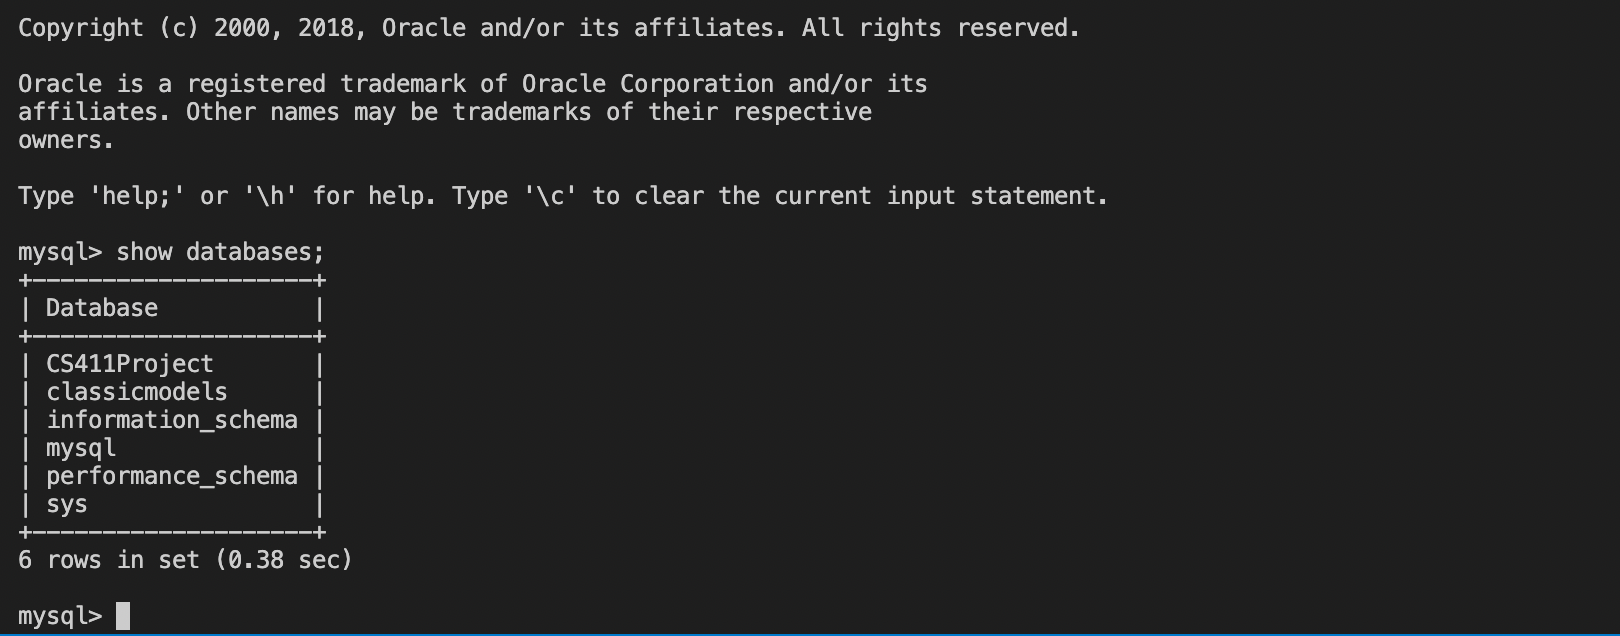 Copyright (c) 2000, 2018, Oracle and/or its affiliates. All rights reserved.
Oracle is a registered trademark of Oracle Corporation and/or its
affiliates. Other names may be trademarks of their respective
owners.
Type 'help;' or '\h' for help. Type '\c' to clear the current input statement.
mysql> show databases;
+--------------------+
| Database           |
+--------------------+
| CS411Project       |
| classicmodels      |
| information_schema |
| mysql              |
| performance_schema |
| sys                |
+--------------------+
6 rows in set (0.38 sec)
mysql>